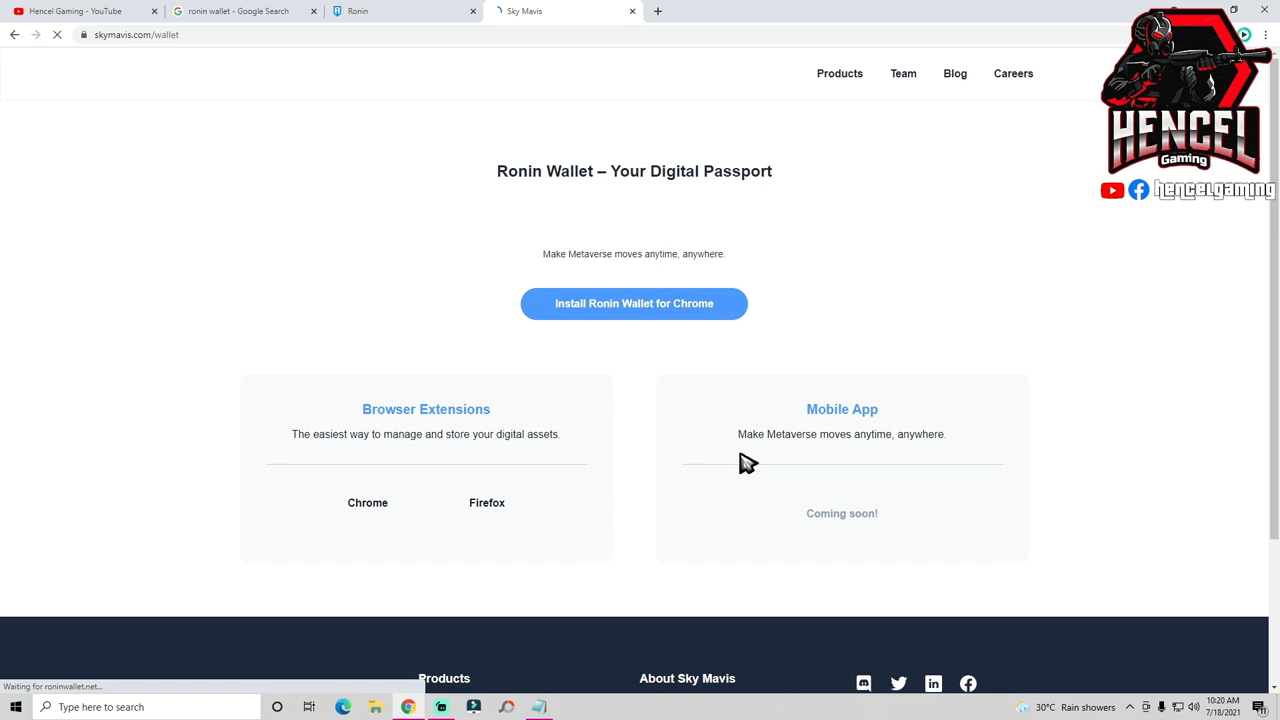 Hencel Gaming - YouTube
ronin wallet - Google Search
Ronin
Sky Mavis
skymavis.com/wallet
Products Team Blog Careers
HENCEL
Gaming
hencelgaming
Ronin Wallet – Your Digital Passport
Make Metaverse moves anytime, anywhere.
Install Ronin Wallet for Chrome
Browser Extensions
The easiest way to manage and store your digital assets.
Chrome Firefox
Mobile App
Make Metaverse moves anytime, anywhere.
Coming soon!
Products
About Sky Mavis
Waiting for roninwallet.net...
Type here to search
30°C Rain showers
10:20 AM
7/18/2021